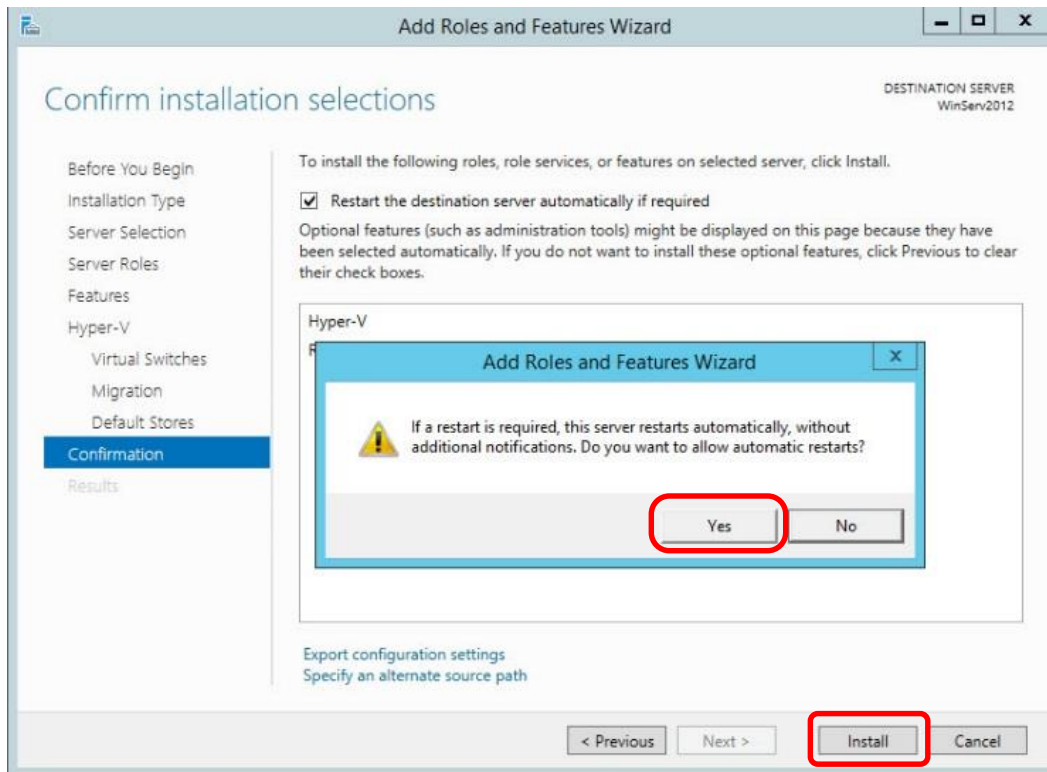 Add Roles and Features Wizard
Confirm installation selections
DESTINATION SERVER
WinServ2012
Before You Begin
Installation Type
Server Selection
Server Roles
Features
Hyper-V
Virtual Switches
Migration
Default Stores
Confirmation
Results
To install the following roles, role services, or features on selected server, click Install.
Restart the destination server automatically if required
Optional features (such as administration tools) might be displayed on this page because they have
been selected automatically. If you do not want to install these optional features, click Previous to clear
their check boxes.
Hyper-V
Add Roles and Features Wizard
If a restart is required, this server restarts automatically, without
additional notifications. Do you want to allow automatic restarts?
Yes No
Export configuration settings
Specify an alternate source path
< Previous Next > Install Cancel